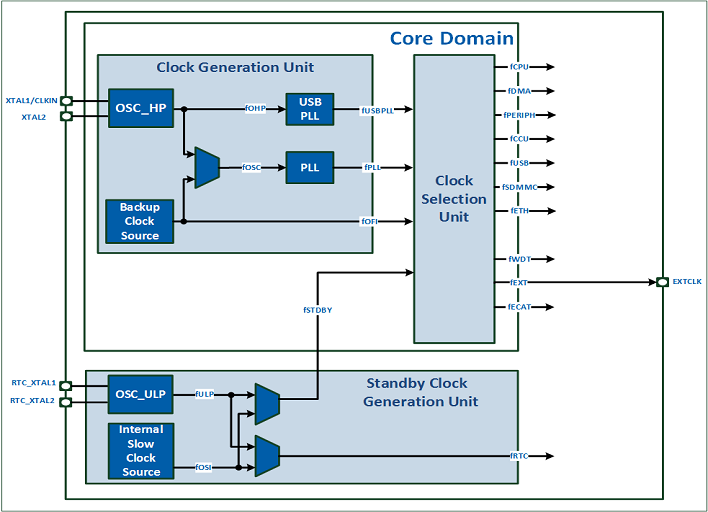 Core Domain
Clock Generation Unit
XTAL1/CLKIN
XTAL2
OSC_HP
fOHP
USB
PLL
fUSBPLL
fOSC
PLL
fPLL
Backup
Clock
Source
fOFI
Clock
Selection
Unit
fCPU
fDMA
fPERIPH
fCCU
fUSB
fSDMMC
fETH
fWDT
fEXT
fECAT
EXTCLK
fSTDBY
RTC_XTAL1
RTC_XTAL2
OSC_ULP
fULP
Standby Clock
Generation Unit
Internal
Slow
Clock
Source
fOSI
fRTC